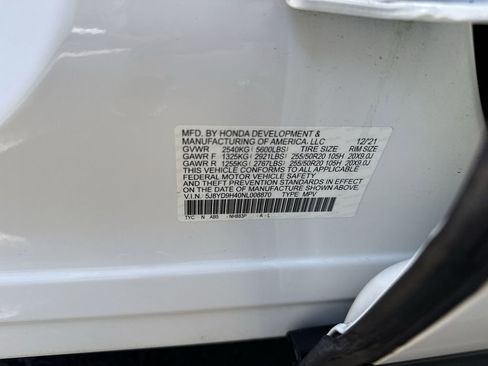 MFD. BY HONDA DEVELOPMENT &
MANUFACTURING OF AMERICA, LLC 12/21
GVWR 2540KG( 5600LBS) TIRE SIZE RIM SIZE
GAWR F 1325KG( 2921LBS) 255/50R20 105H 20X9.0J
GAWR R 1255KG( 2767LBS) 255/50R20 105H 20X9.0J
THIS VEHICLE CONFORMS TO ALL APPLICABLE
FEDERAL MOTOR VEHICLE SAFETY
AND THEFT PREVENTION STANDARDS IN EFFECT
ON THE DATE OF MANUFACTURE SHOWN ABOVE.
V.I.N.: 5J8YD9H40NL006870 TYPE: MPV
TYC N AB5 - NH883P - A - L